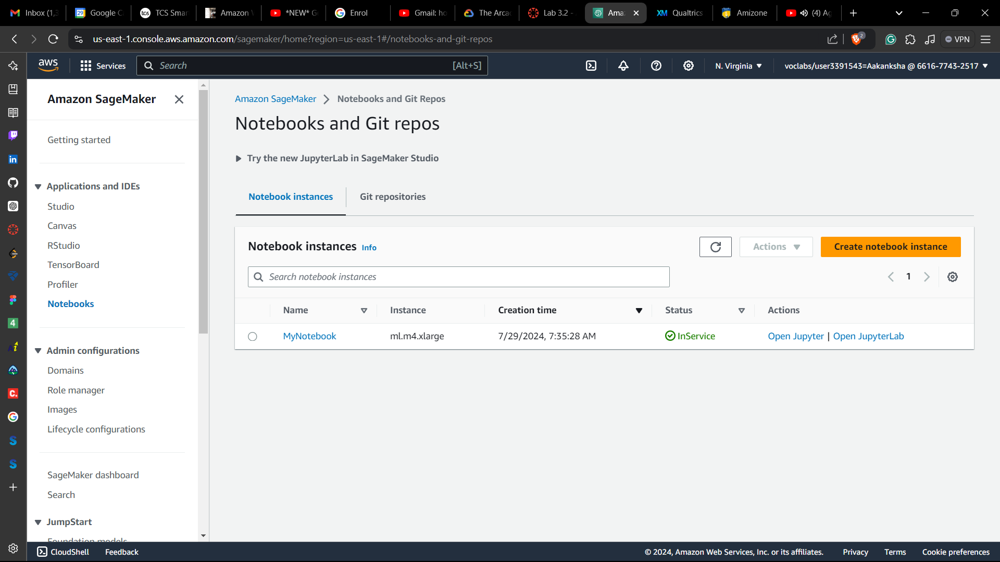 Inbox (1,3
Google C
TCS Smar
Amazon
*NEW* G
Enrol
Gmail: ho
The Arca
Lab 3.2 -
Ama
Qualtrics
Amizone
(4) Ag
us-east-1.console.aws.amazon.com/sagemaker/home?region=us-east-1#/notebooks-and-git-repos
2
VPN
aws
Services
Search
[Alt+S]
N. Virginia
voclabs/user3391543=Aakanksha @ 6616-7743-2517
Amazon SageMaker
Getting started
Applications and IDEs
Studio
Canvas
RStudio
TensorBoard
Profiler
Notebooks
Admin configurations
Domains
Role manager
Images
Lifecycle configurations
SageMaker dashboard
Search
JumpStart
Foundation models
Amazon SageMaker
Notebooks and Git Repos
Notebooks and Git repos
Try the new JupyterLab in SageMaker Studio
Notebook instances
Git repositories
Notebook instances Info
Actions
Create notebook instance
Search notebook instances
1
Name Instance Creation time Status Actions
MyNotebook ml.m4.xlarge 7/29/2024, 7:35:28 AM InService Open Jupyter | Open JupyterLab
CloudShell
Feedback
© 2024, Amazon Web Services, Inc. or its affiliates.
Privacy
Terms
Cookie preferences